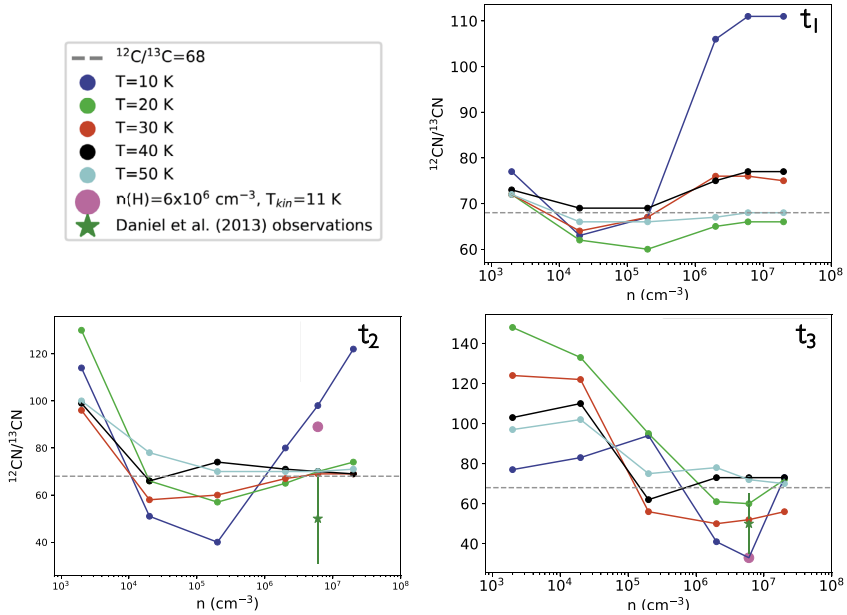 ¹²C/¹³C=68
T=10 K
T=20 K
T=30 K
T=40 K
T=50 K
n(H)=6x10⁶ cm⁻³, Tₖᵢₙ=11 K
Daniel et al. (2013) observations
t₁
¹²CN/¹³CN
110
100
90
80
70
60
10³ 10⁴ 10⁵ 10⁶ 10⁷ 10⁸
n (cm⁻³)
t₂
¹²CN/¹³CN
120
100
80
60
40
10³ 10⁴ 10⁵ 10⁶ 10⁷ 10⁸
n (cm⁻³)
t₃
140
120
100
80
60
40
10³ 10⁴ 10⁵ 10⁶ 10⁷ 10⁸
n (cm⁻³)